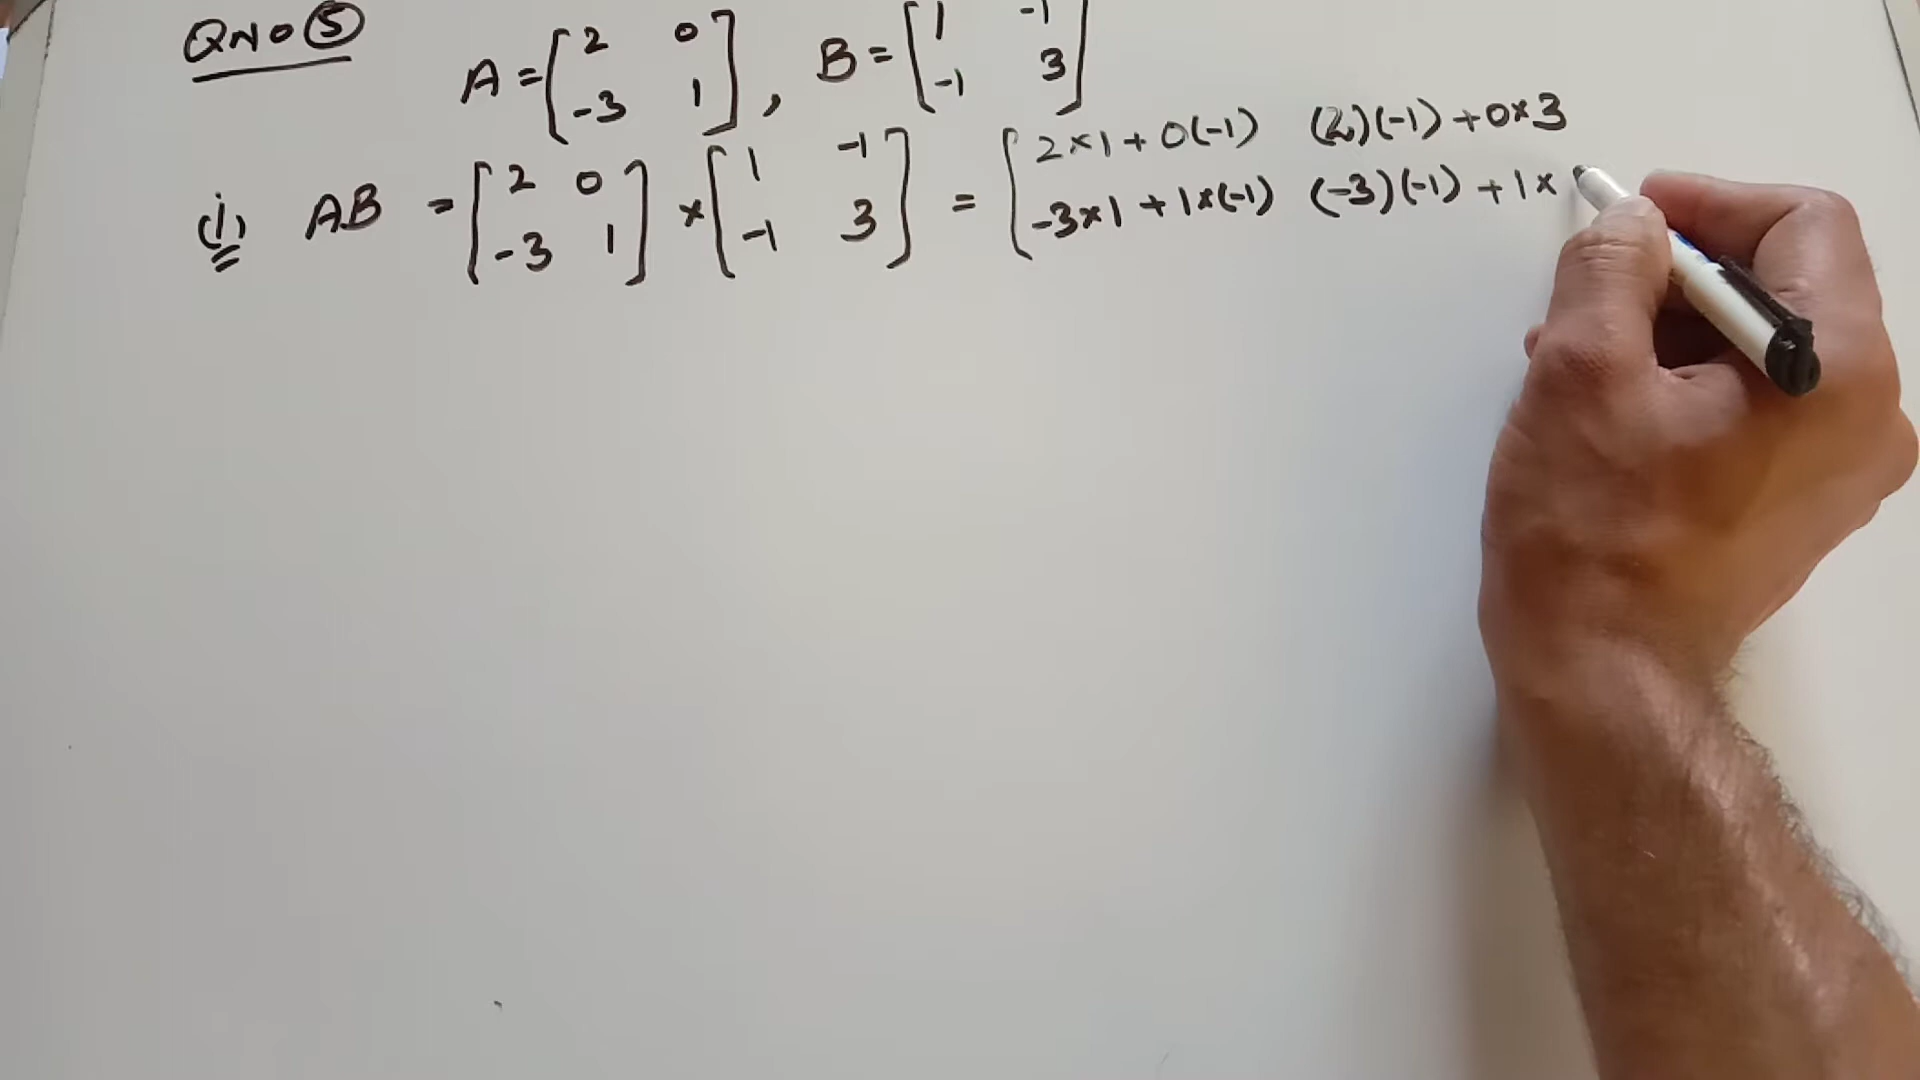 QNO ⑤
A = [2 0; -3 1], B = [1 -1; -1 3]
(i) AB = [2 0; -3 1] × [1 -1; -1 3] = [2×1+0(-1) (2)(-1)+0×3; -3×1+1×(-1) (-3)(-1)+1×